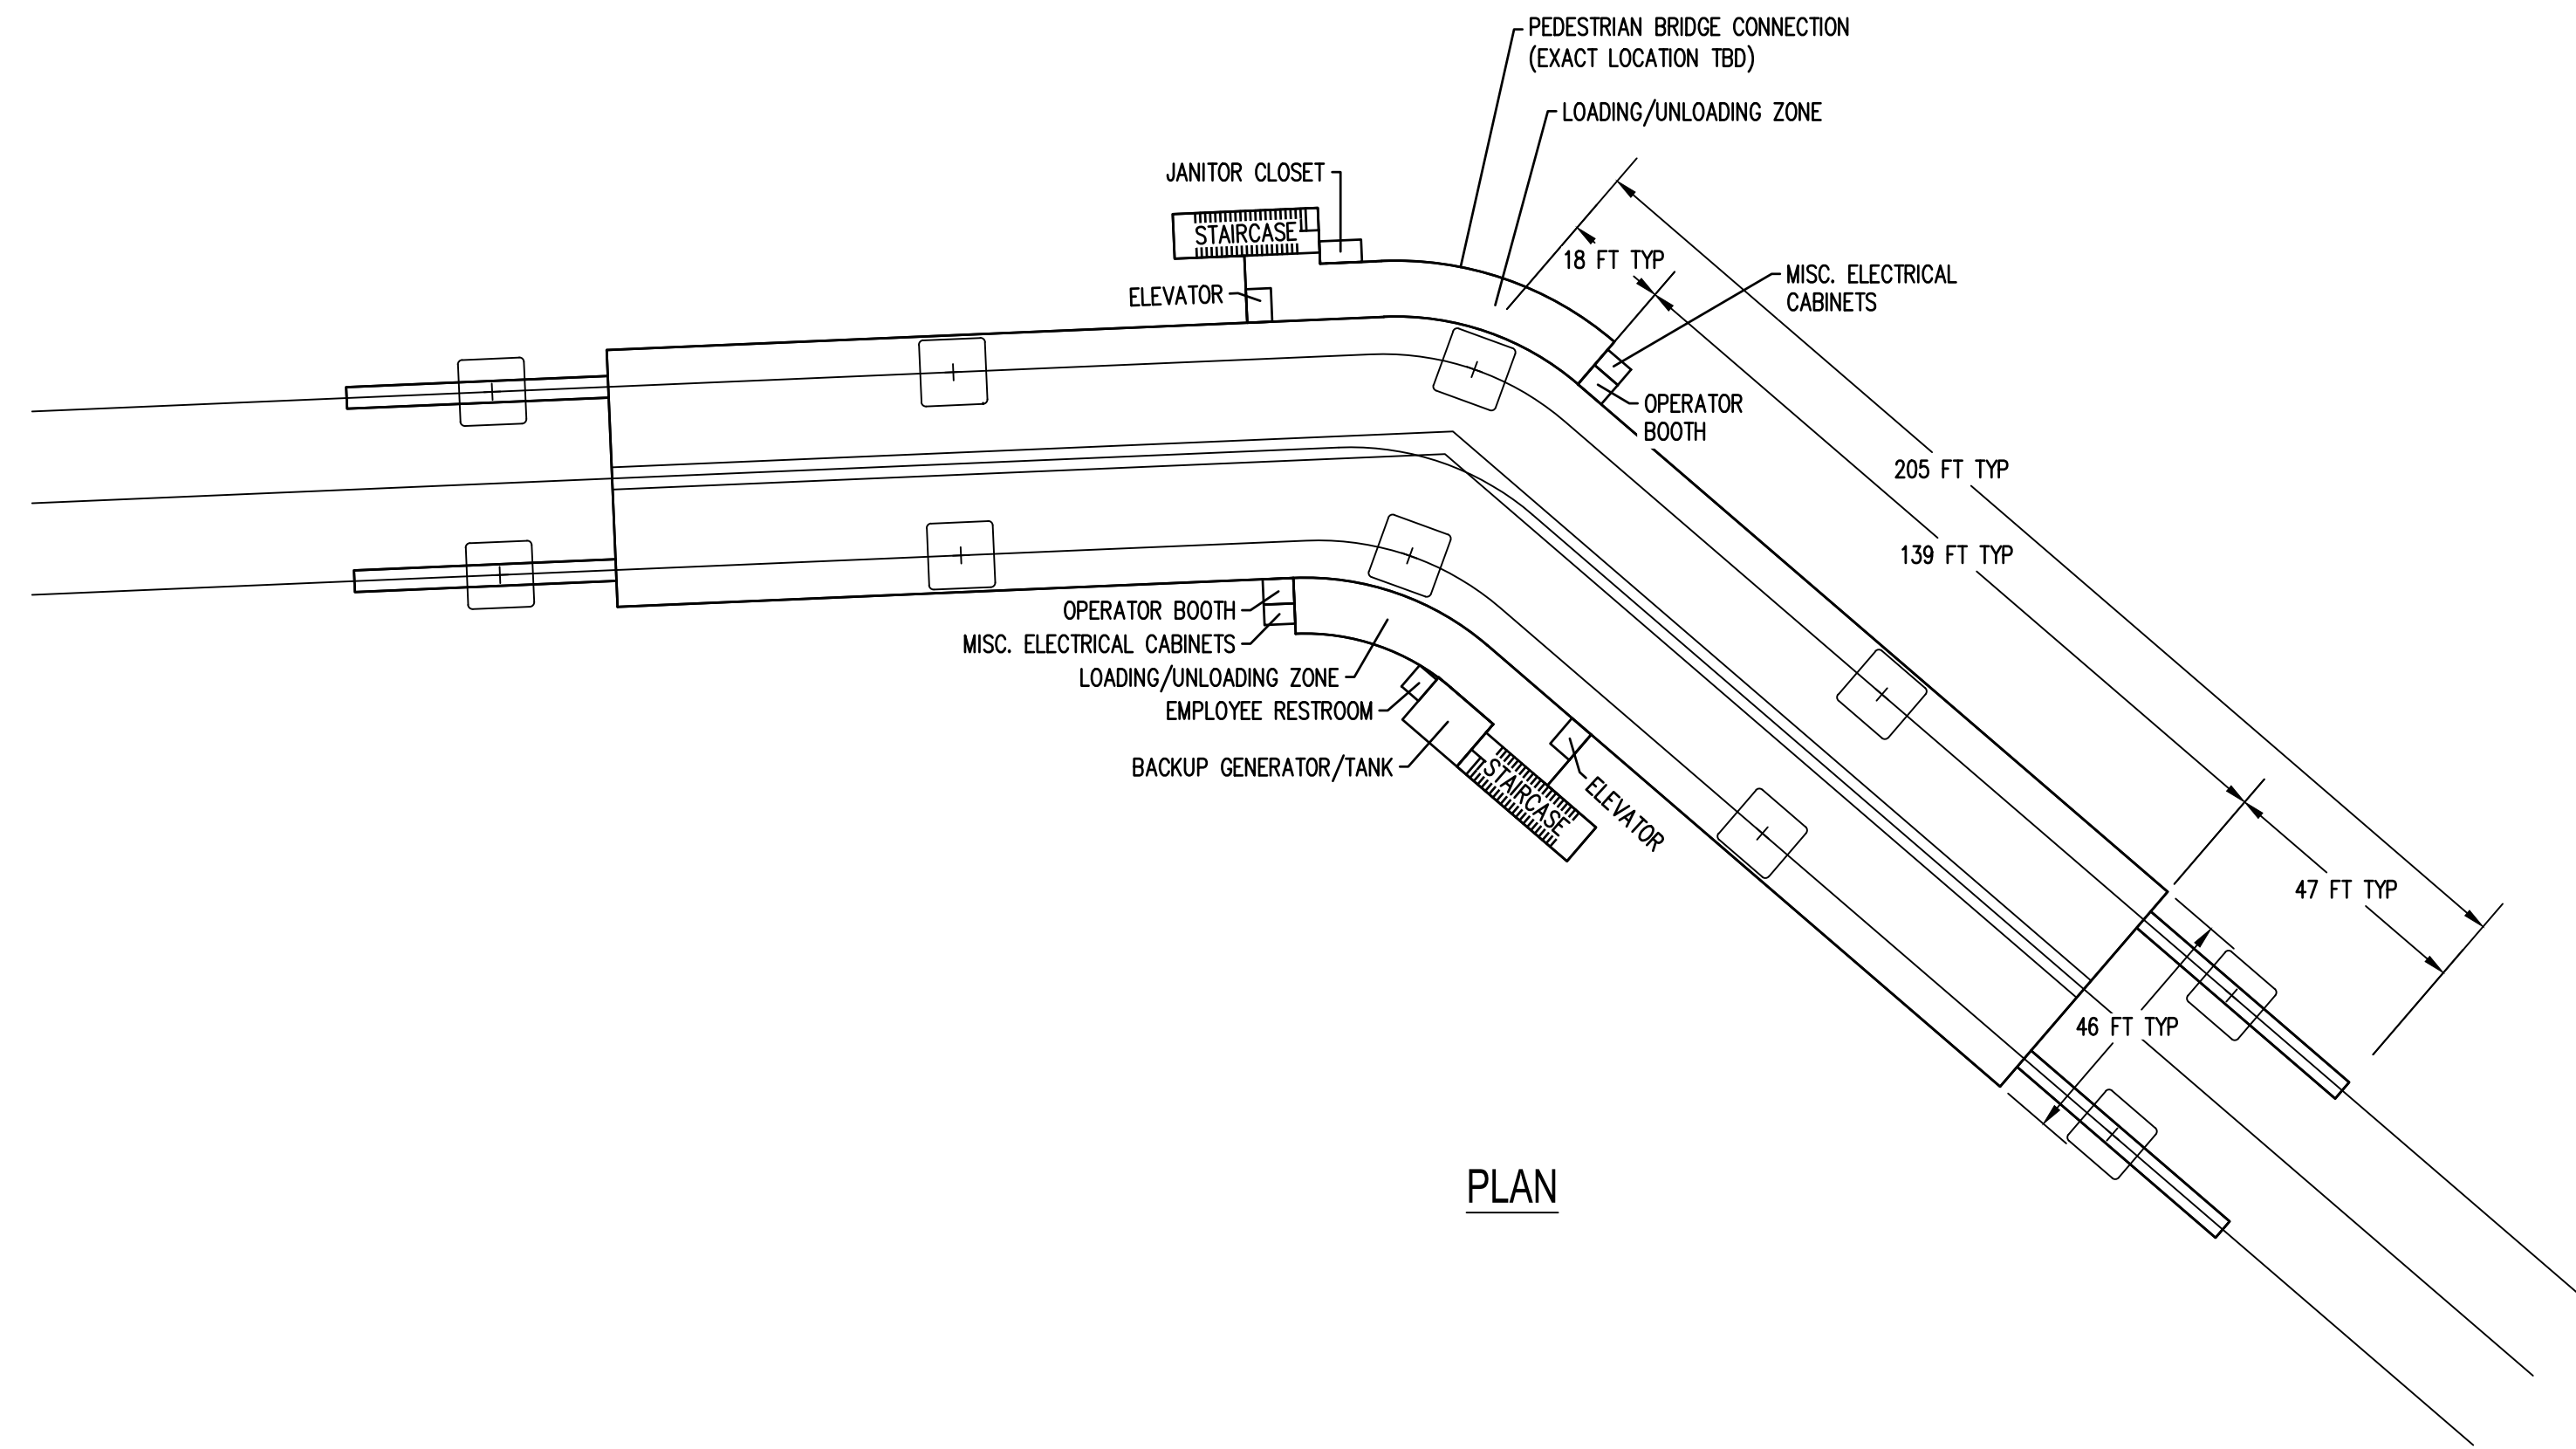 PEDESTRIAN BRIDGE CONNECTION
(EXACT LOCATION TBD)
LOADING/UNLOADING ZONE
JANITOR CLOSET
STAIRCASE
18 FT TYP
MISC. ELECTRICAL
CABINETS
ELEVATOR
OPERATOR
BOOTH
205 FT TYP
139 FT TYP
OPERATOR BOOTH
MISC. ELECTRICAL CABINETS
LOADING/UNLOADING ZONE
EMPLOYEE RESTROOM
BACKUP GENERATOR/TANK
STAIRCASE
ELEVATOR
47 FT TYP
46 FT TYP
PLAN